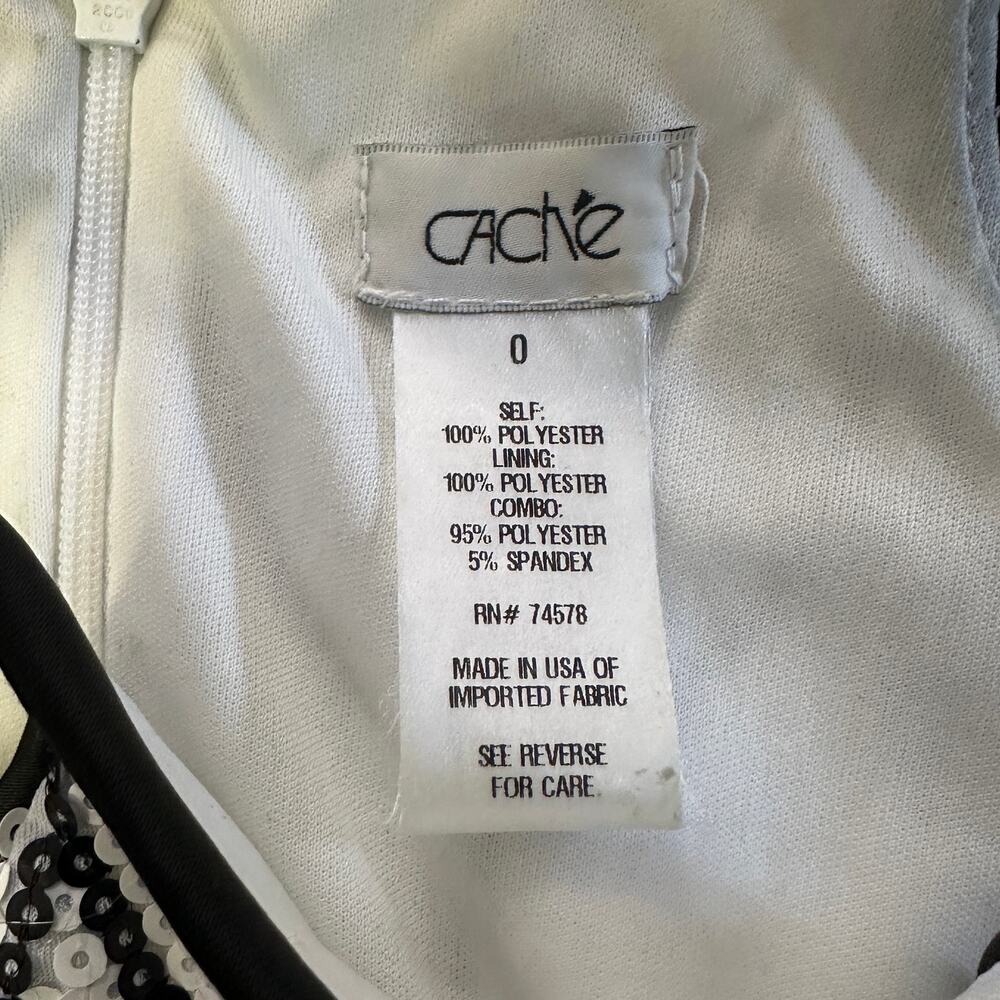 CAChé
0
SELF:
100% POLYESTER
LINING:
100% POLYESTER
COMBO:
95% POLYESTER
5% SPANDEX
RN# 74578
MADE IN USA OF
IMPORTED FABRIC
SEE REVERSE
FOR CARE